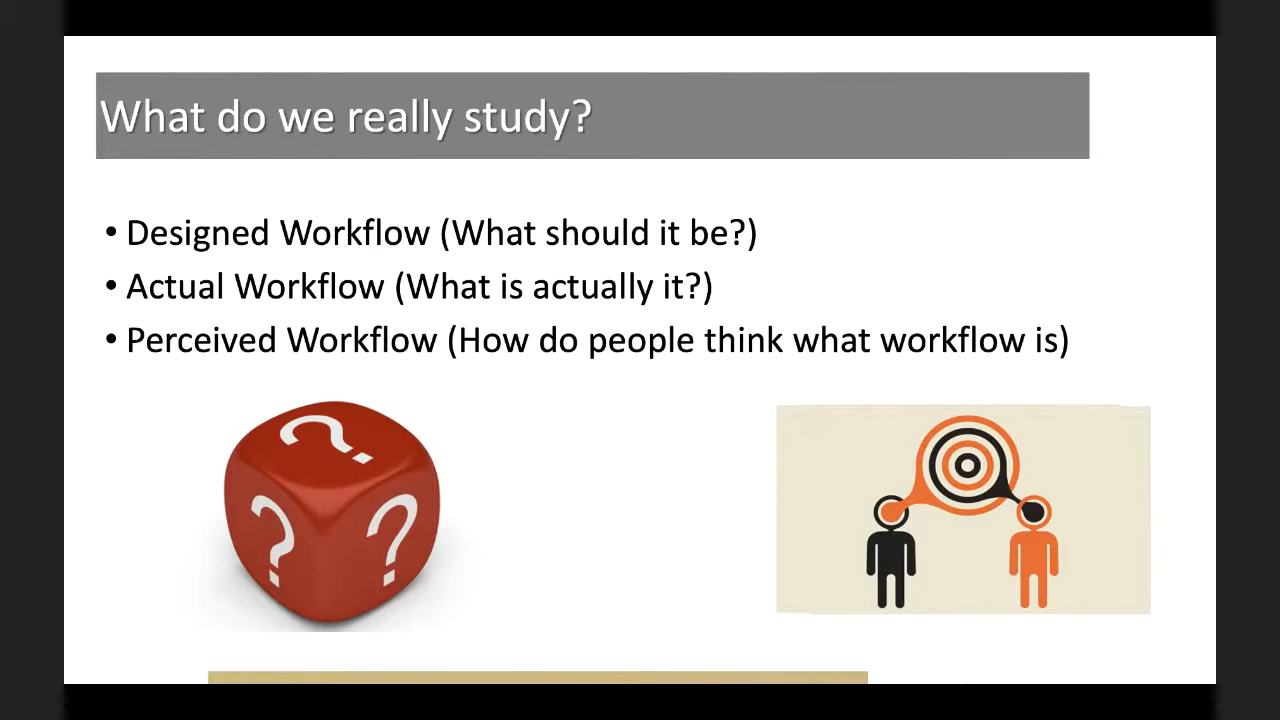 What do we really study?
• Designed Workflow (What should it be?)
• Actual Workflow (What is actually it?)
• Perceived Workflow (How do people think what workflow is)
? ? ?